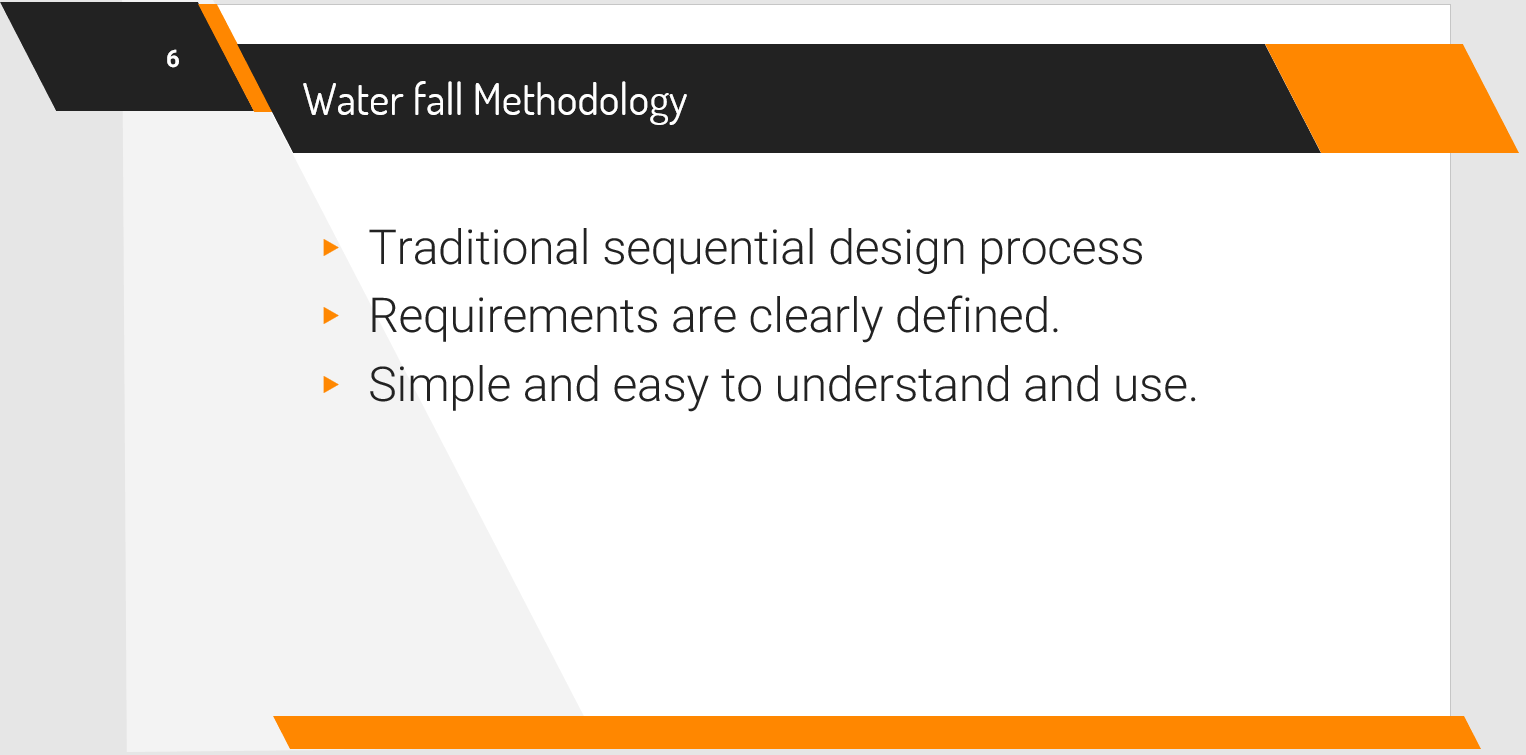 6
Water fall Methodology
Traditional sequential design process
Requirements are clearly defined.
Simple and easy to understand and use.